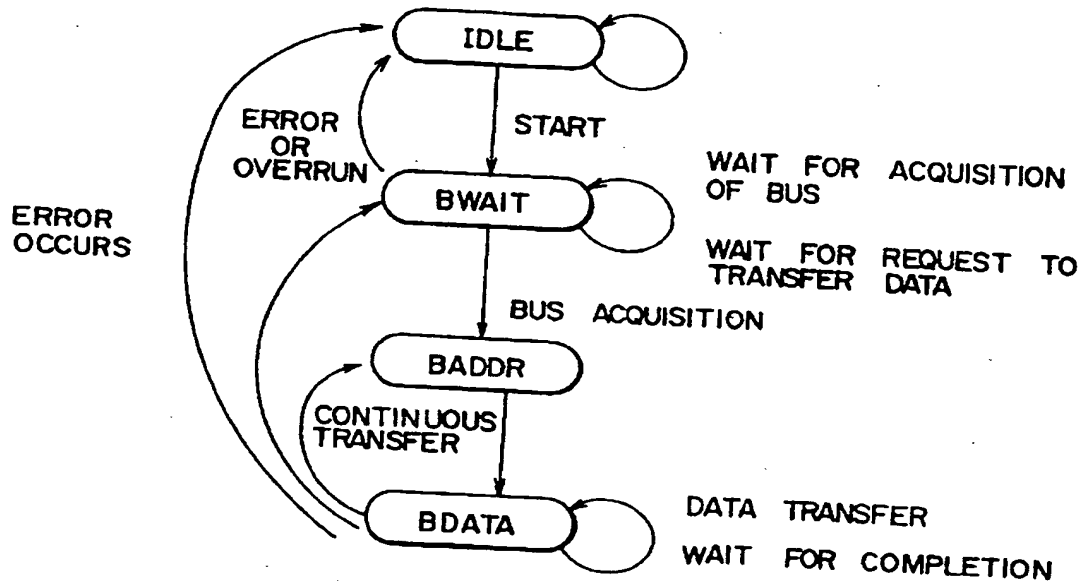 IDLE
START
ERROR
OR
OVERRUN
BWAIT
WAIT FOR ACQUISITION
OF BUS
WAIT FOR REQUEST TO
TRANSFER DATA
ERROR
OCCURS
BUS ACQUISITION
BADDR
CONTINUOUS
TRANSFER
BDATA
DATA TRANSFER
WAIT FOR COMPLETION